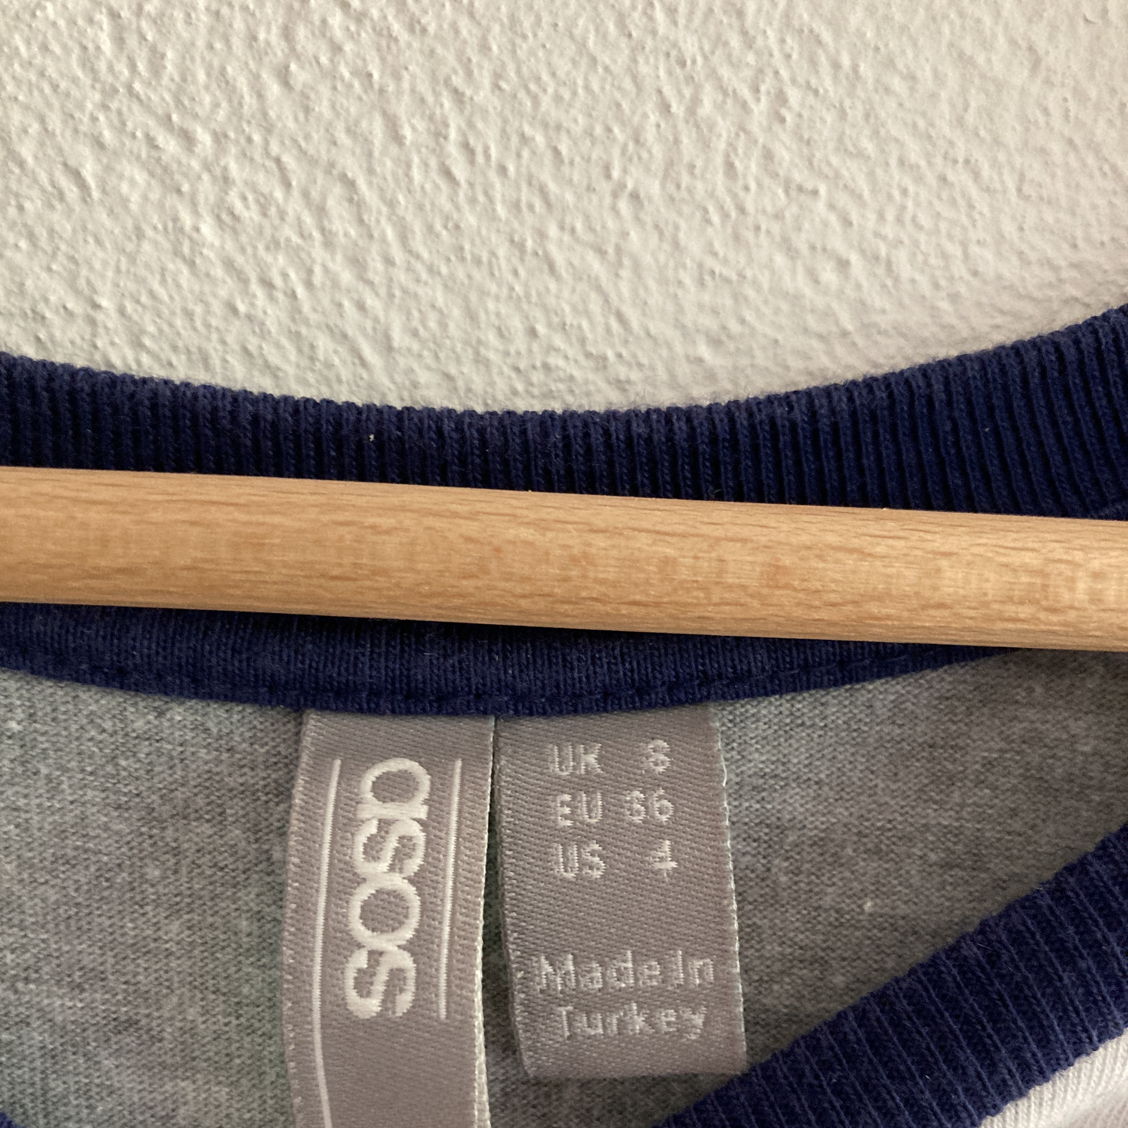 asos
UK 8
EU 36
US 4
Made In
Turkey